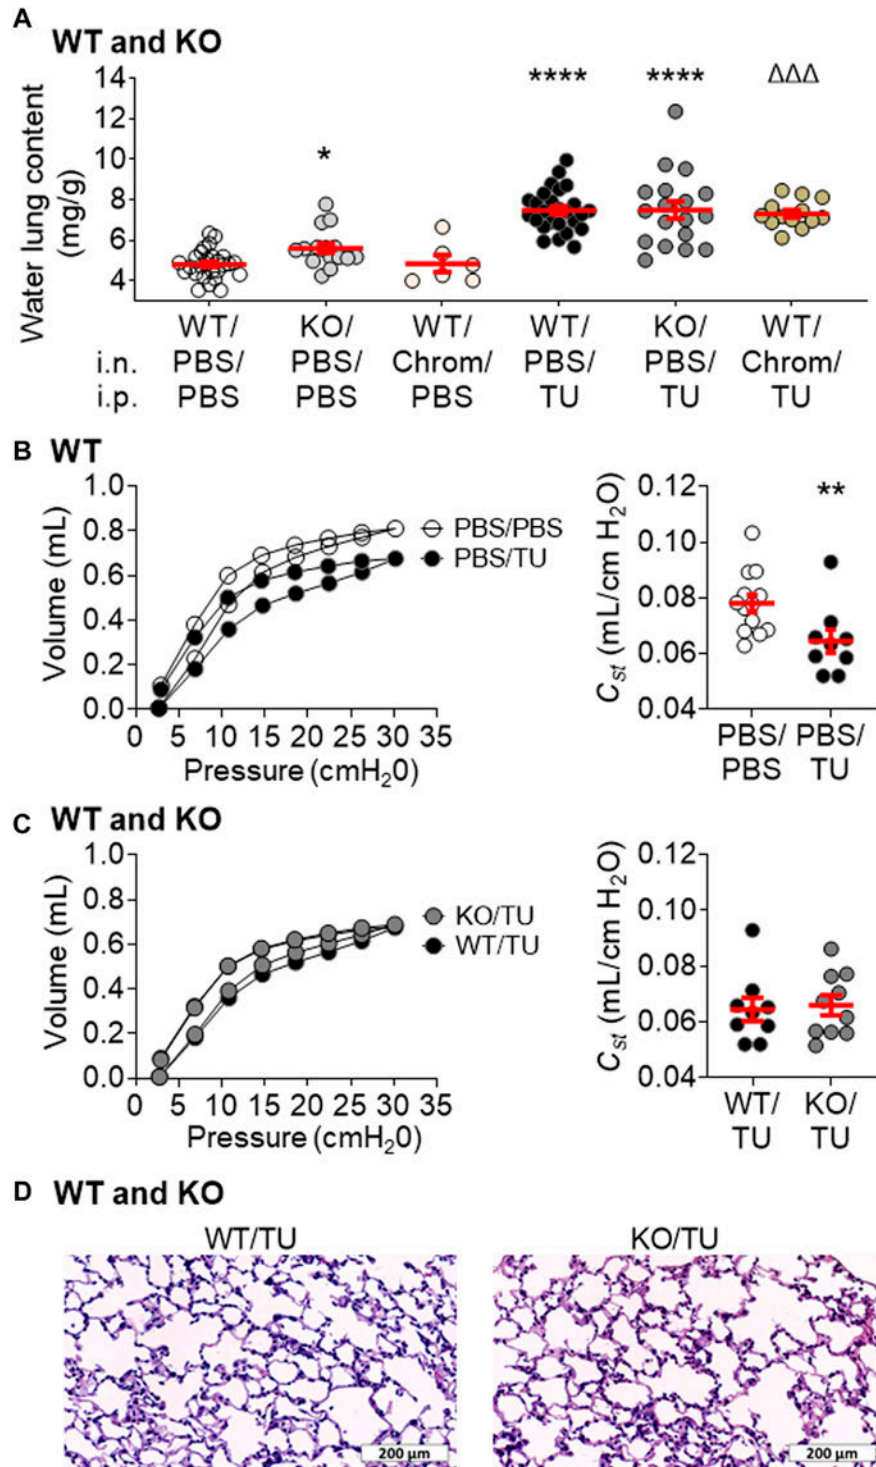 A WT and KO
Water lung content
(mg/g)
14
12
10
8
6
4
* **** **** ΔΔΔ
WT/ KO/ WT/ WT/ KO/ WT/
i.n. PBS/ PBS/ Chrom/ PBS/ PBS/ Chrom/
i.p. PBS PBS PBS TU TU TU
B WT
Volume (mL)
1.0
0.8
0.6
0.4
0.2
0.0
0 5 10 15 20 25 30 35
Pressure (cmH20)
PBS/PBS
PBS/TU
Cst (mL/cm H2O)
0.12
0.10
0.08
0.06
0.04
**
PBS/ PBS/
PBS TU
C WT and KO
Volume (mL)
1.0
0.8
0.6
0.4
0.2
0.0
0 5 10 15 20 25 30 35
Pressure (cmH20)
KO/TU
WT/TU
Cst (mL/cm H2O)
0.12
0.10
0.08
0.06
0.04
WT/ KO/
TU TU
D WT and KO
WT/TU KO/TU
200 μm 200 μm